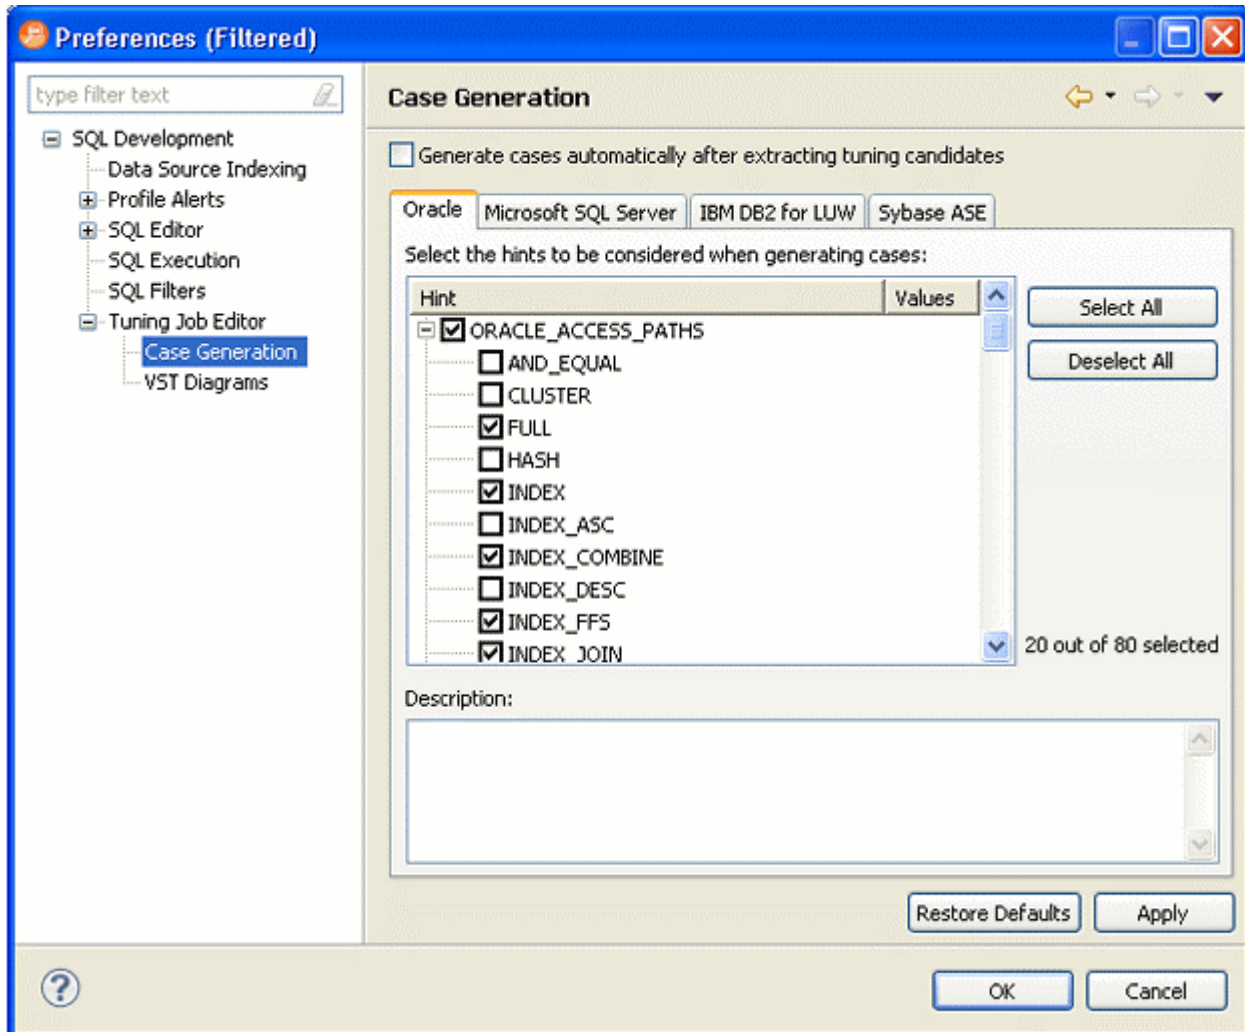 Preferences (Filtered)
type filter text
SQL Development
Data Source Indexing
Profile Alerts
SQL Editor
SQL Execution
SQL Filters
Tuning Job Editor
Case Generation
VST Diagrams
Case Generation
Generate cases automatically after extracting tuning candidates
Oracle Microsoft SQL Server IBM DB2 for LUW Sybase ASE
Select the hints to be considered when generating cases:
Hint Values
ORACLE_ACCESS_PATHS
AND_EQUAL
CLUSTER
FULL
HASH
INDEX
INDEX_ASC
INDEX_COMBINE
INDEX_DESC
INDEX_FFS
INDEX_JOIN
Select All
Deselect All
20 out of 80 selected
Description:
Restore Defaults Apply
? OK Cancel